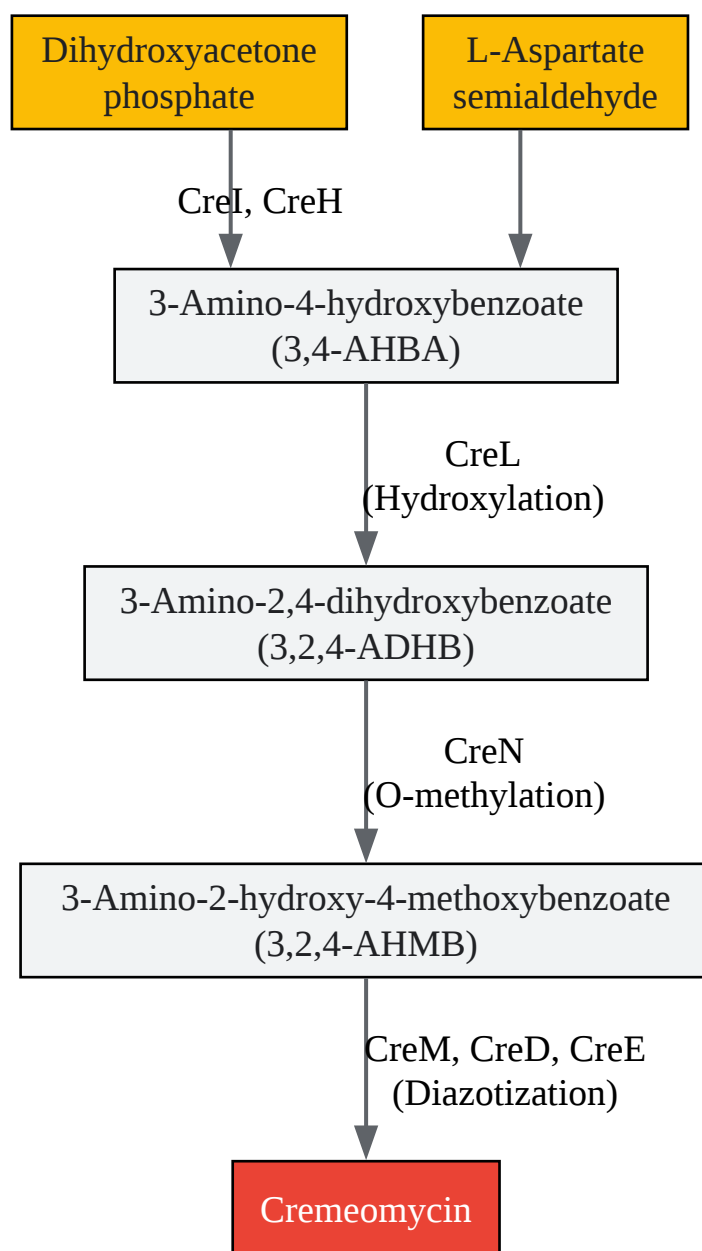 Dihydroxyacetone
phosphate
L-Aspartate
semialdehyde
CreI, CreH
3-Amino-4-hydroxybenzoate
(3,4-AHBA)
CreL
(Hydroxylation)
3-Amino-2,4-dihydroxybenzoate
(3,2,4-ADHB)
CreN
(O-methylation)
3-Amino-2-hydroxy-4-methoxybenzoate
(3,2,4-AHMB)
CreM, CreD, CreE
(Diazotization)
Cremeomycin